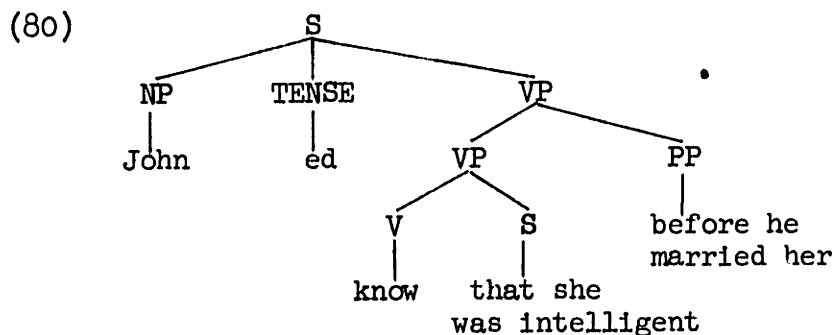 (80) S
NP TENSE VP
John ed VP PP
V S before he
married her
know that she
was intelligent